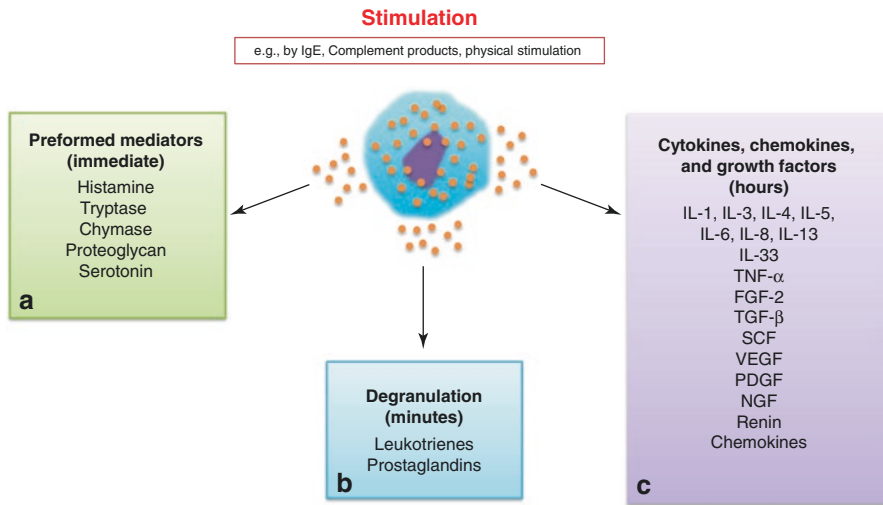 Stimulation
e.g., by IgE, Complement products, physical stimulation
Preformed mediators
(immediate)
Histamine
Tryptase
Chymase
Proteoglycan
Serotonin
a
Degranulation
(minutes)
Leukotrienes
Prostaglandins
b
Cytokines, chemokines,
and growth factors
(hours)
IL-1, IL-3, IL-4, IL-5,
IL-6, IL-8, IL-13
IL-33
TNF-α
FGF-2
TGF-β
SCF
VEGF
PDGF
NGF
Renin
Chemokines
c